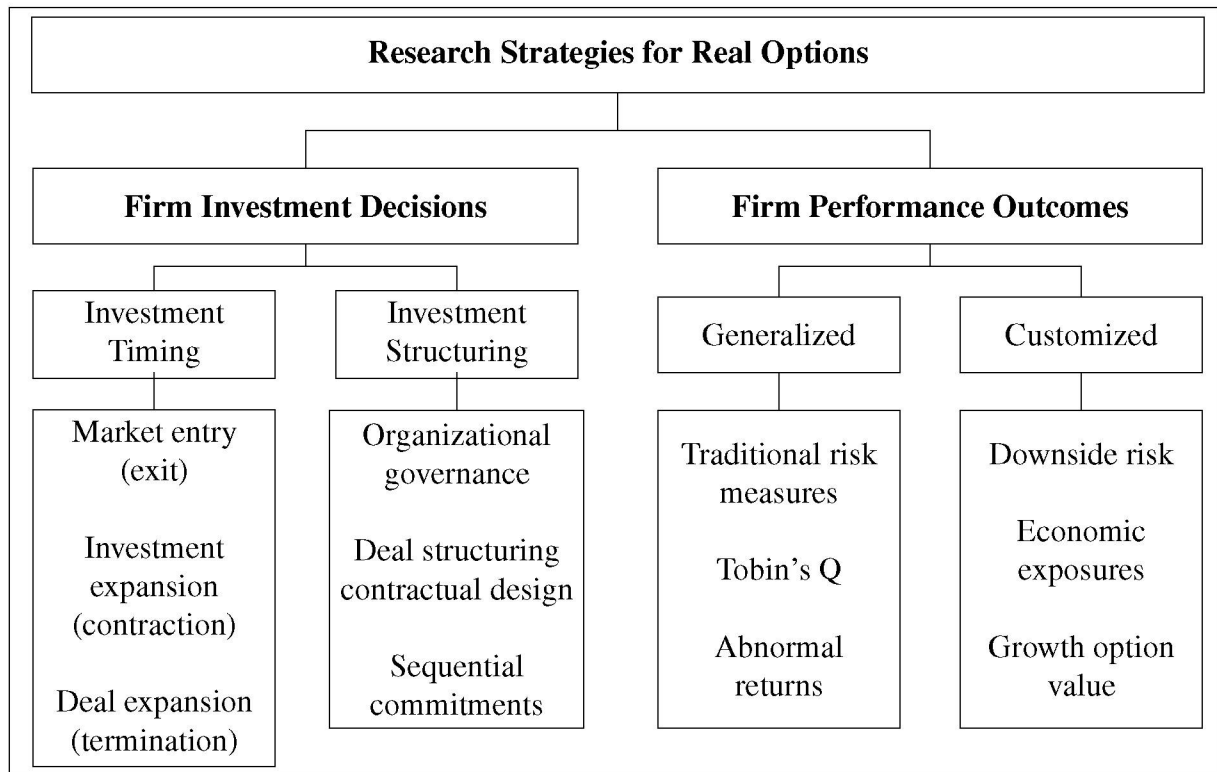 Research Strategies for Real Options
Firm Investment Decisions
Firm Performance Outcomes
Investment
Timing
Investment
Structuring
Generalized
Customized
Market entry
(exit)
Investment
expansion
(contraction)
Deal expansion
(termination)
Organizational
governance
Deal structuring
contractual design
Sequential
commitments
Traditional risk
measures
Tobin's Q
Abnormal
returns
Downside risk
Economic
exposures
Growth option
value